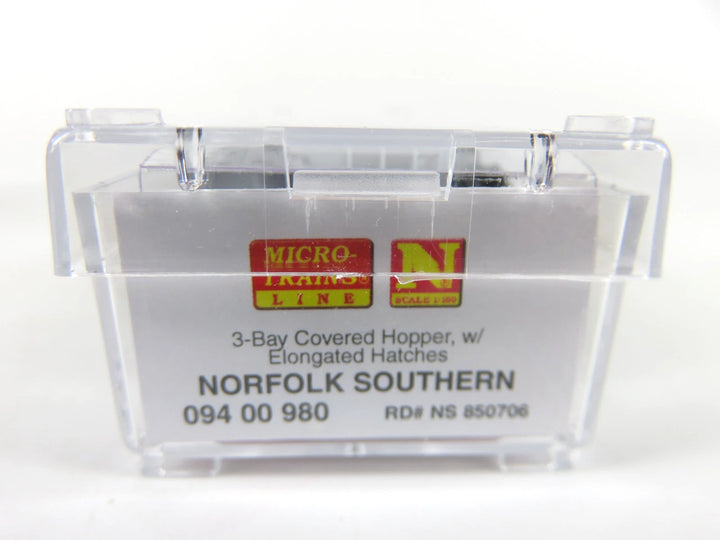 MICRO-
TRAINS®
LINE
N
SCALE 1:160
3-Bay Covered Hopper, w/
Elongated Hatches
NORFOLK SOUTHERN
094 00 980 RD# NS 850706